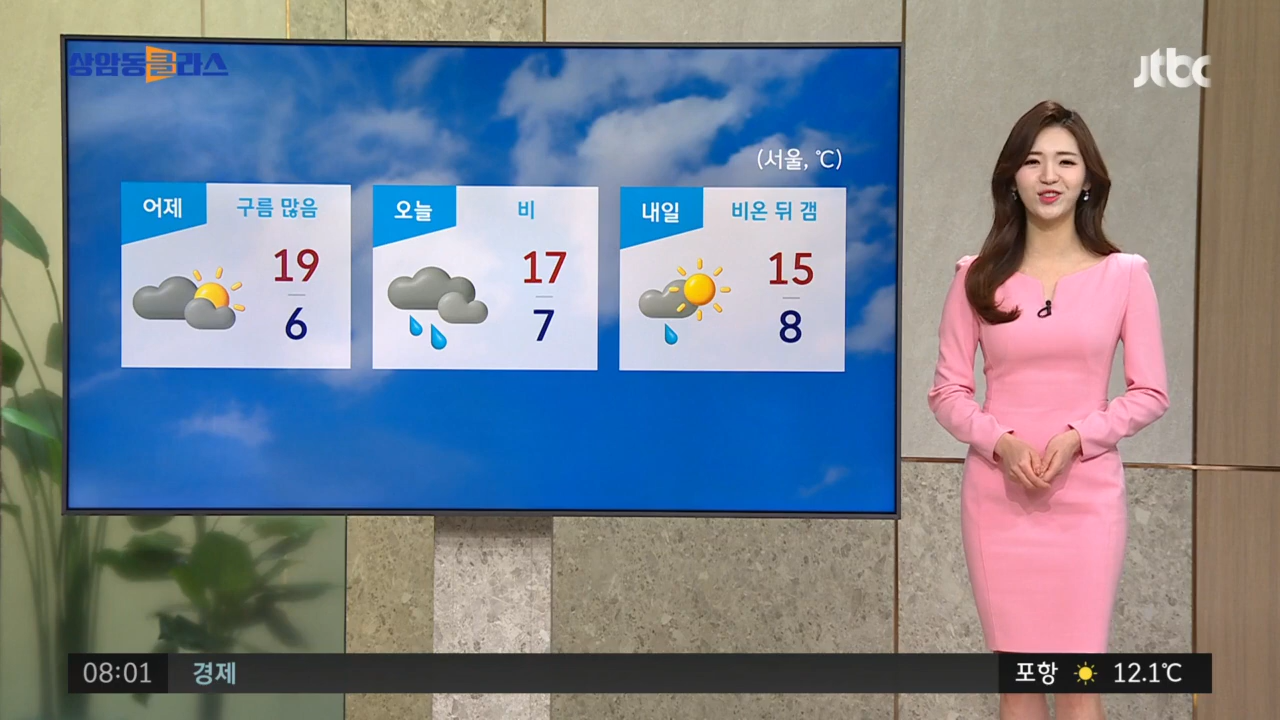 상암동클라스
jtbc
(서울, ℃)
어제 구름 많음
19
6
오늘 비
17
7
내일 비온 뒤 갬
15
8
08:01 경제 포항 12.1℃